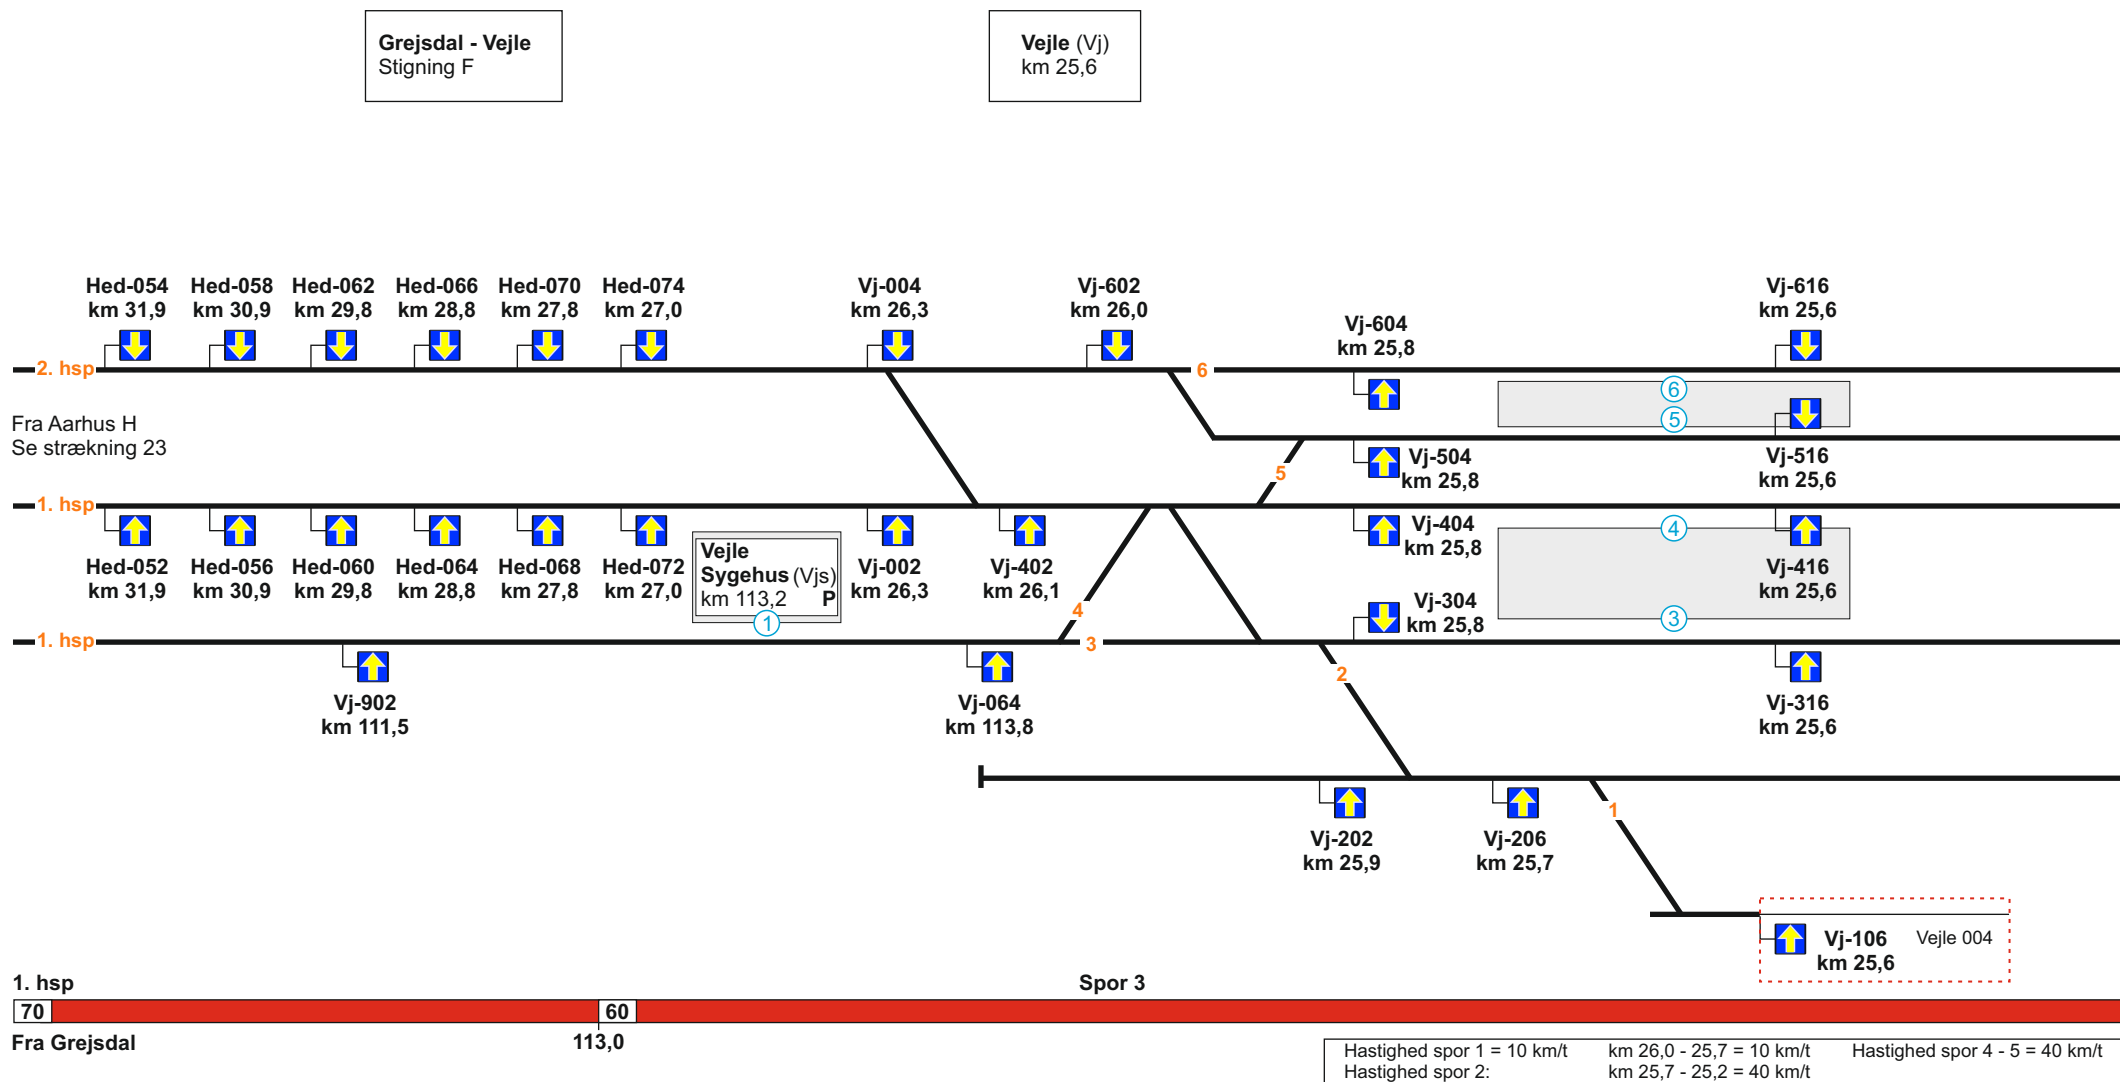 Grejsdal - Vejle
Stigning F
Vejle (Vj)
km 25,6
Hed-054 Hed-058 Hed-062 Hed-066 Hed-070 Hed-074 Vj-004 Vj-602 Vj-616
km 31,9 km 30,9 km 29,8 km 28,8 km 27,8 km 27,0 km 26,3 km 26,0 km 25,6
Vj-604
km 25,8
2. hsp 6
6
5
Fra Aarhus H
Se strækning 23
5 Vj-504 Vj-516
km 25,8 km 25,6
1. hsp
Vj-404 4
km 25,8
Vejle
Sygehus (Vjs)
km 113,2 P
1
Hed-052 Hed-056 Hed-060 Hed-064 Hed-068 Hed-072 Vj-002 Vj-402 Vj-416
km 31,9 km 30,9 km 29,8 km 28,8 km 27,8 km 27,0 km 26,3 km 26,1 km 25,6
4 Vj-304 3
km 25,8
1. hsp 3
2
Vj-902 Vj-064 Vj-316
km 111,5 km 113,8 km 25,6
1
Vj-202 Vj-206
km 25,9 km 25,7
Vj-106 Vejle 004
km 25,6
1. hsp Spor 3
70 60
Fra Grejsdal 113,0
Hastighed spor 1 = 10 km/t km 26,0 - 25,7 = 10 km/t Hastighed spor 4 - 5 = 40 km/t
Hastighed spor 2: km 25,7 - 25,2 = 40 km/t